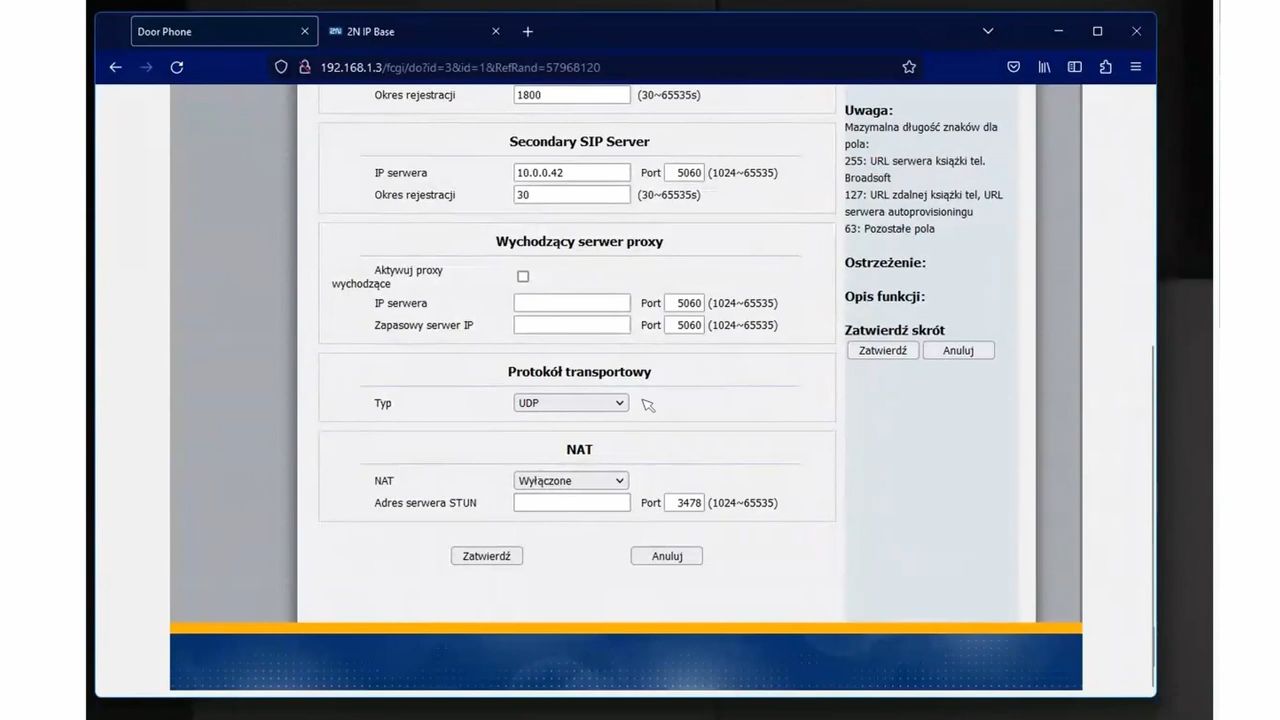 Door Phone
2N IP Base
192.168.1.3/fcgi/do?id=3&id=1&RefRand=57968120
Okres rejestracji 1800 (30~65535s)
Secondary SIP Server
IP serwera 10.0.0.42 Port 5060 (1024~65535)
Okres rejestracji 30 (30~65535s)
Wychodzący serwer proxy
Aktywuj proxy
wychodzące
IP serwera Port 5060 (1024~65535)
Zapasowy serwer IP Port 5060 (1024~65535)
Protokół transportowy
Typ UDP
NAT
NAT Wyłączone
Adres serwera STUN Port 3478 (1024~65535)
Zatwierdź Anuluj
Uwaga:
Mazymalna długość znaków dla
pola:
255: URL serwera książki tel.
Broadsoft
127: URL zdalnej książki tel, URL
serwera autoprovisioningu
63: Pozostałe pola
Ostrzeżenie:
Opis funkcji:
Zatwierdź skrót
Zatwierdź Anuluj